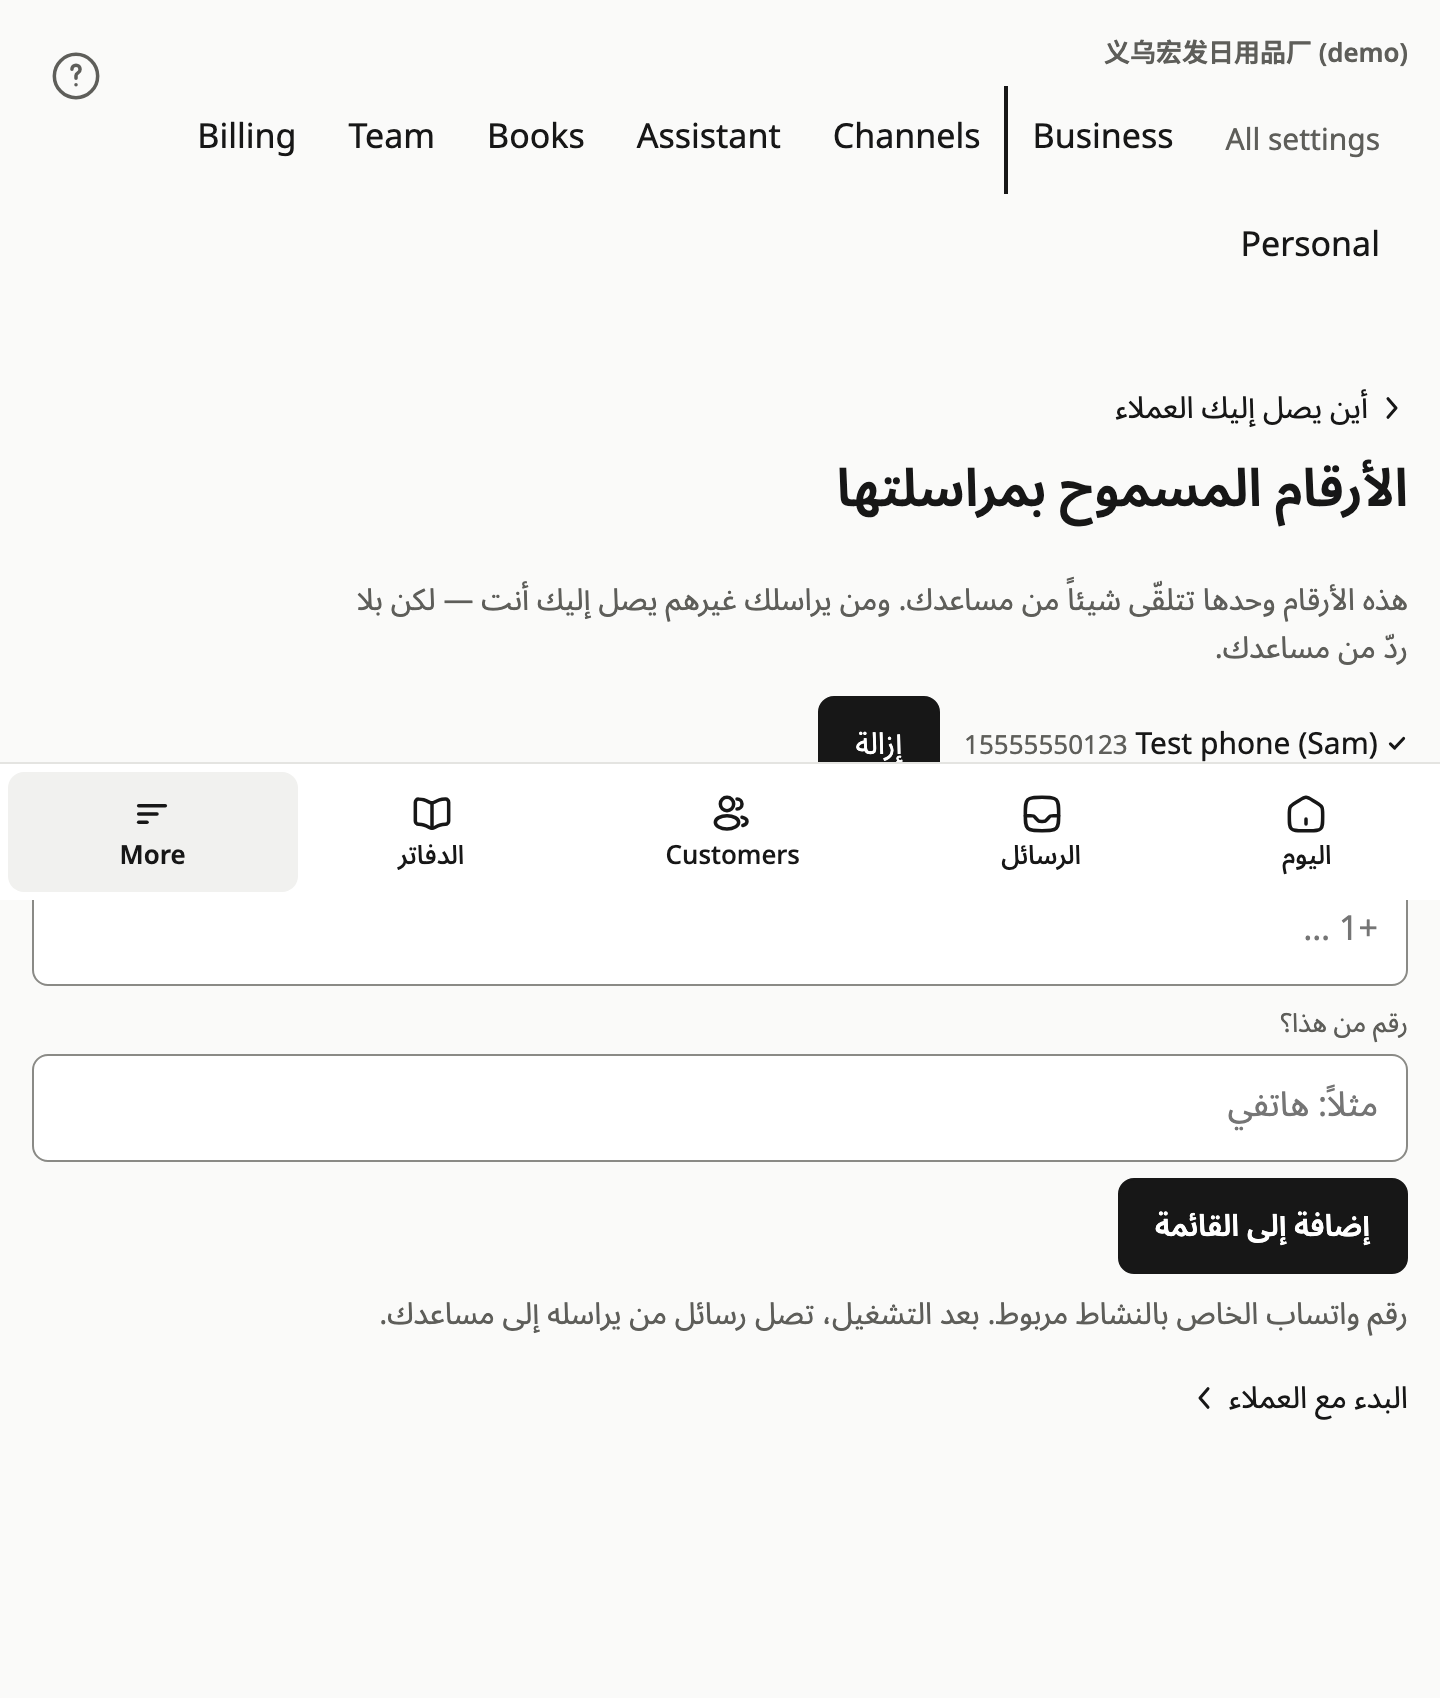 义乌宏发日用品厂 (demo)
All settings
Business
Channels
Assistant
Books
Team
Billing
Personal
أين يصل إليك العملاء
الأرقام المسموح بمراسلتها
هذه الأرقام وحدها تتلقّى شيئاً من مساعدك. ومن يراسلك غيرهم يصل إليك أنت — لكن بلا
ردّ من مساعدك.
Test phone (Sam) 15555550123
إزالة
اليوم
الرسائل
Customers
الدفاتر
More
+1 ...
رقم من هذا؟
مثلاً: هاتفي
إضافة إلى القائمة
رقم واتساب الخاص بالنشاط مربوط. بعد التشغيل، تصل رسائل من يراسله إلى مساعدك.
البدء مع العملاء